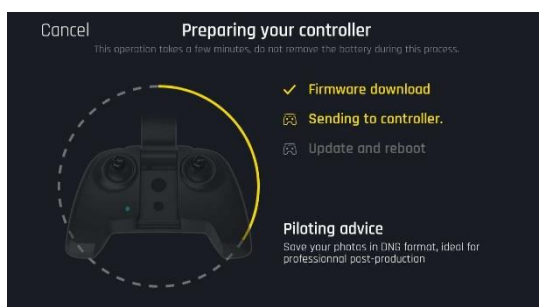 Cancel
Preparing your controller
This operation takes a few minutes, do not remove the battery during this process.
Firmware download
Sending to controller.
Update and reboot
Piloting advice
Save your photos in DNG format, ideal for
professionnal post-production